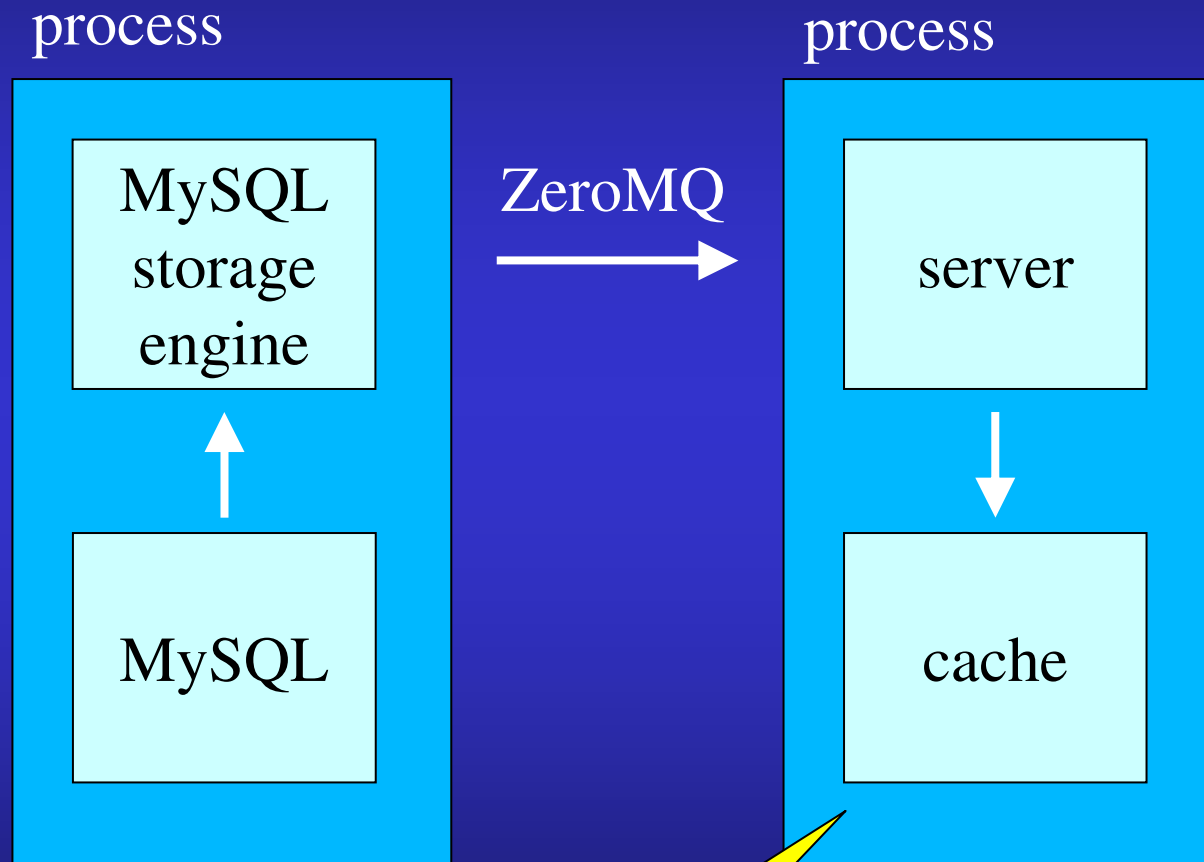 process
MySQL
storage
engine
MySQL
ZeroMQ
process
server
cache